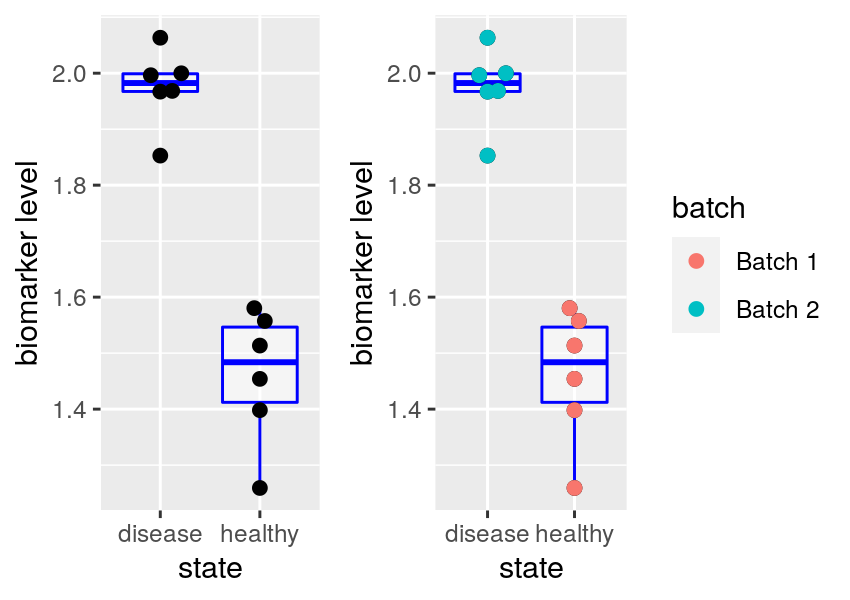 biomarker level
2.0
1.8
1.6
1.4
disease healthy
state
biomarker level
2.0
1.8
1.6
1.4
disease healthy
state
batch
Batch 1
Batch 2